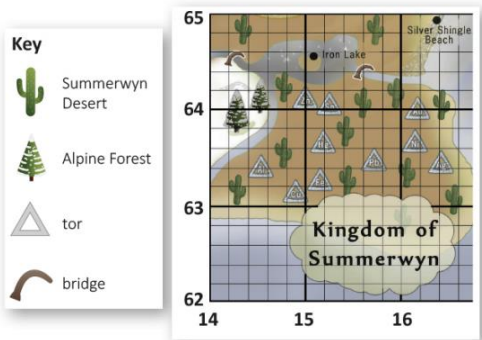 Key
Summerwyn
Desert
Alpine Forest
tor
bridge
65
64
63
62
14
15
16
Silver Shingle
Beach
Iron Lake
Kingdom of
Summerwyn